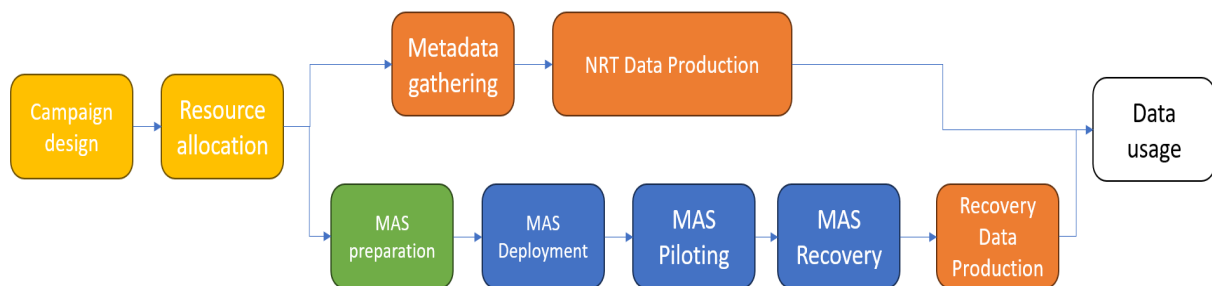 Campaign
design
Resource
allocation
Metadata
gathering
NRT Data Production
MAS
preparation
MAS
Deployment
MAS
Piloting
MAS
Recovery
Recovery
Data
Production
Data
usage